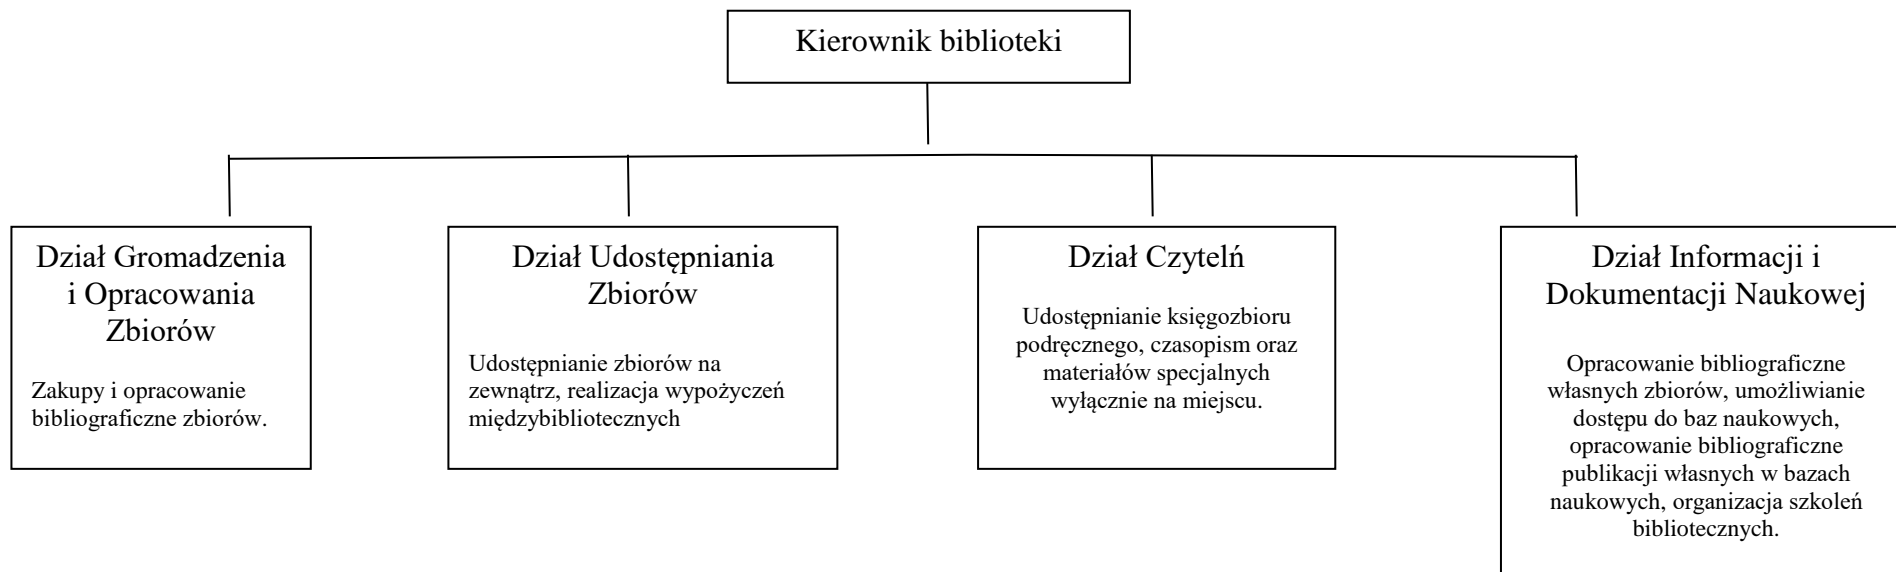 Kierownik biblioteki
Dział Gromadzenia
i Opracowania
Zbiorów
Zakupy i opracowanie
bibliograficzne zbiorów.
Dział Udostępniania
Zbiorów
Udostępnianie zbiorów na
zewnątrz, realizacja wypożyczeń
międzybibliotecznych
Dział Czytelń
Udostępnianie księgozbioru
podręcznego, czasopism oraz
materiałów specjalnych
wyłącznie na miejscu.
Dział Informacji i
Dokumentacji Naukowej
Opracowanie bibliograficzne
własnych zbiorów, umożliwianie
dostępu do baz naukowych,
opracowanie bibliograficzne
publikacji własnych w bazach
naukowych, organizacja szkoleń
bibliotecznych.